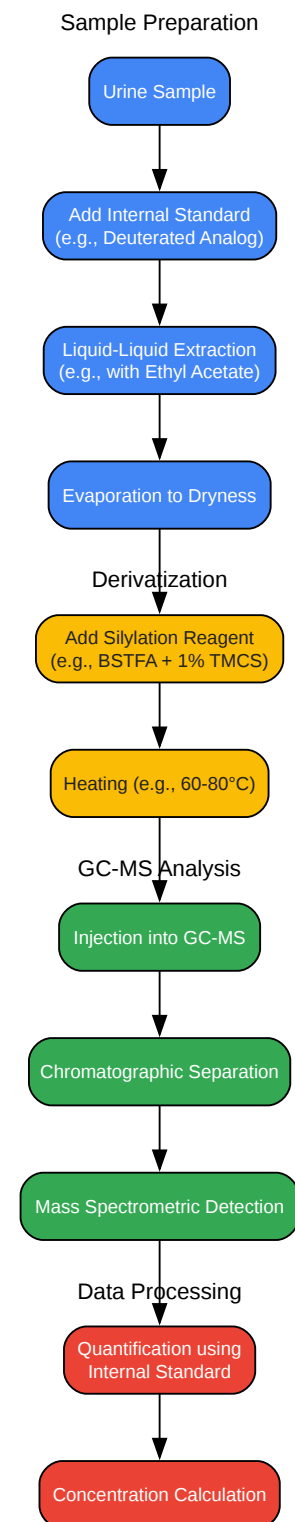 Sample Preparation
Urine Sample
Add Internal Standard
(e.g., Deuterated Analog)
Liquid-Liquid Extraction
(e.g., with Ethyl Acetate)
Evaporation to Dryness
Derivatization
Add Silylation Reagent
(e.g., BSTFA + 1% TMCS)
Heating (e.g., 60-80°C)
GC-MS Analysis
Injection into GC-MS
Chromatographic Separation
Mass Spectrometric Detection
Data Processing
Quantification using
Internal Standard
Concentration Calculation